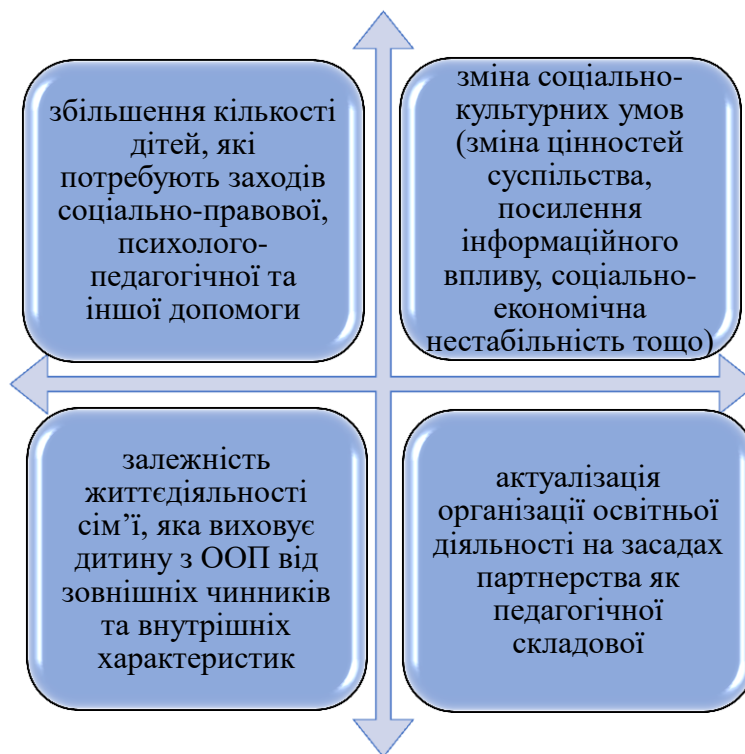 збільшення кількості
дітей, які
потребують заходів
соціально-правової,
психолого-
педагогічної та
іншої допомоги
зміна соціально-
культурних умов
(зміна цінностей
суспільства,
посилення
інформаційного
впливу, соціально-
економічна
нестабільність тощо)
залежність
життєдіяльності
сім’ї, яка виховує
дитину з ООП від
зовнішніх чинників
та внутрішніх
характеристик
актуалізація
організації освітньої
діяльності на засадах
партнерства як
педагогічної
складової